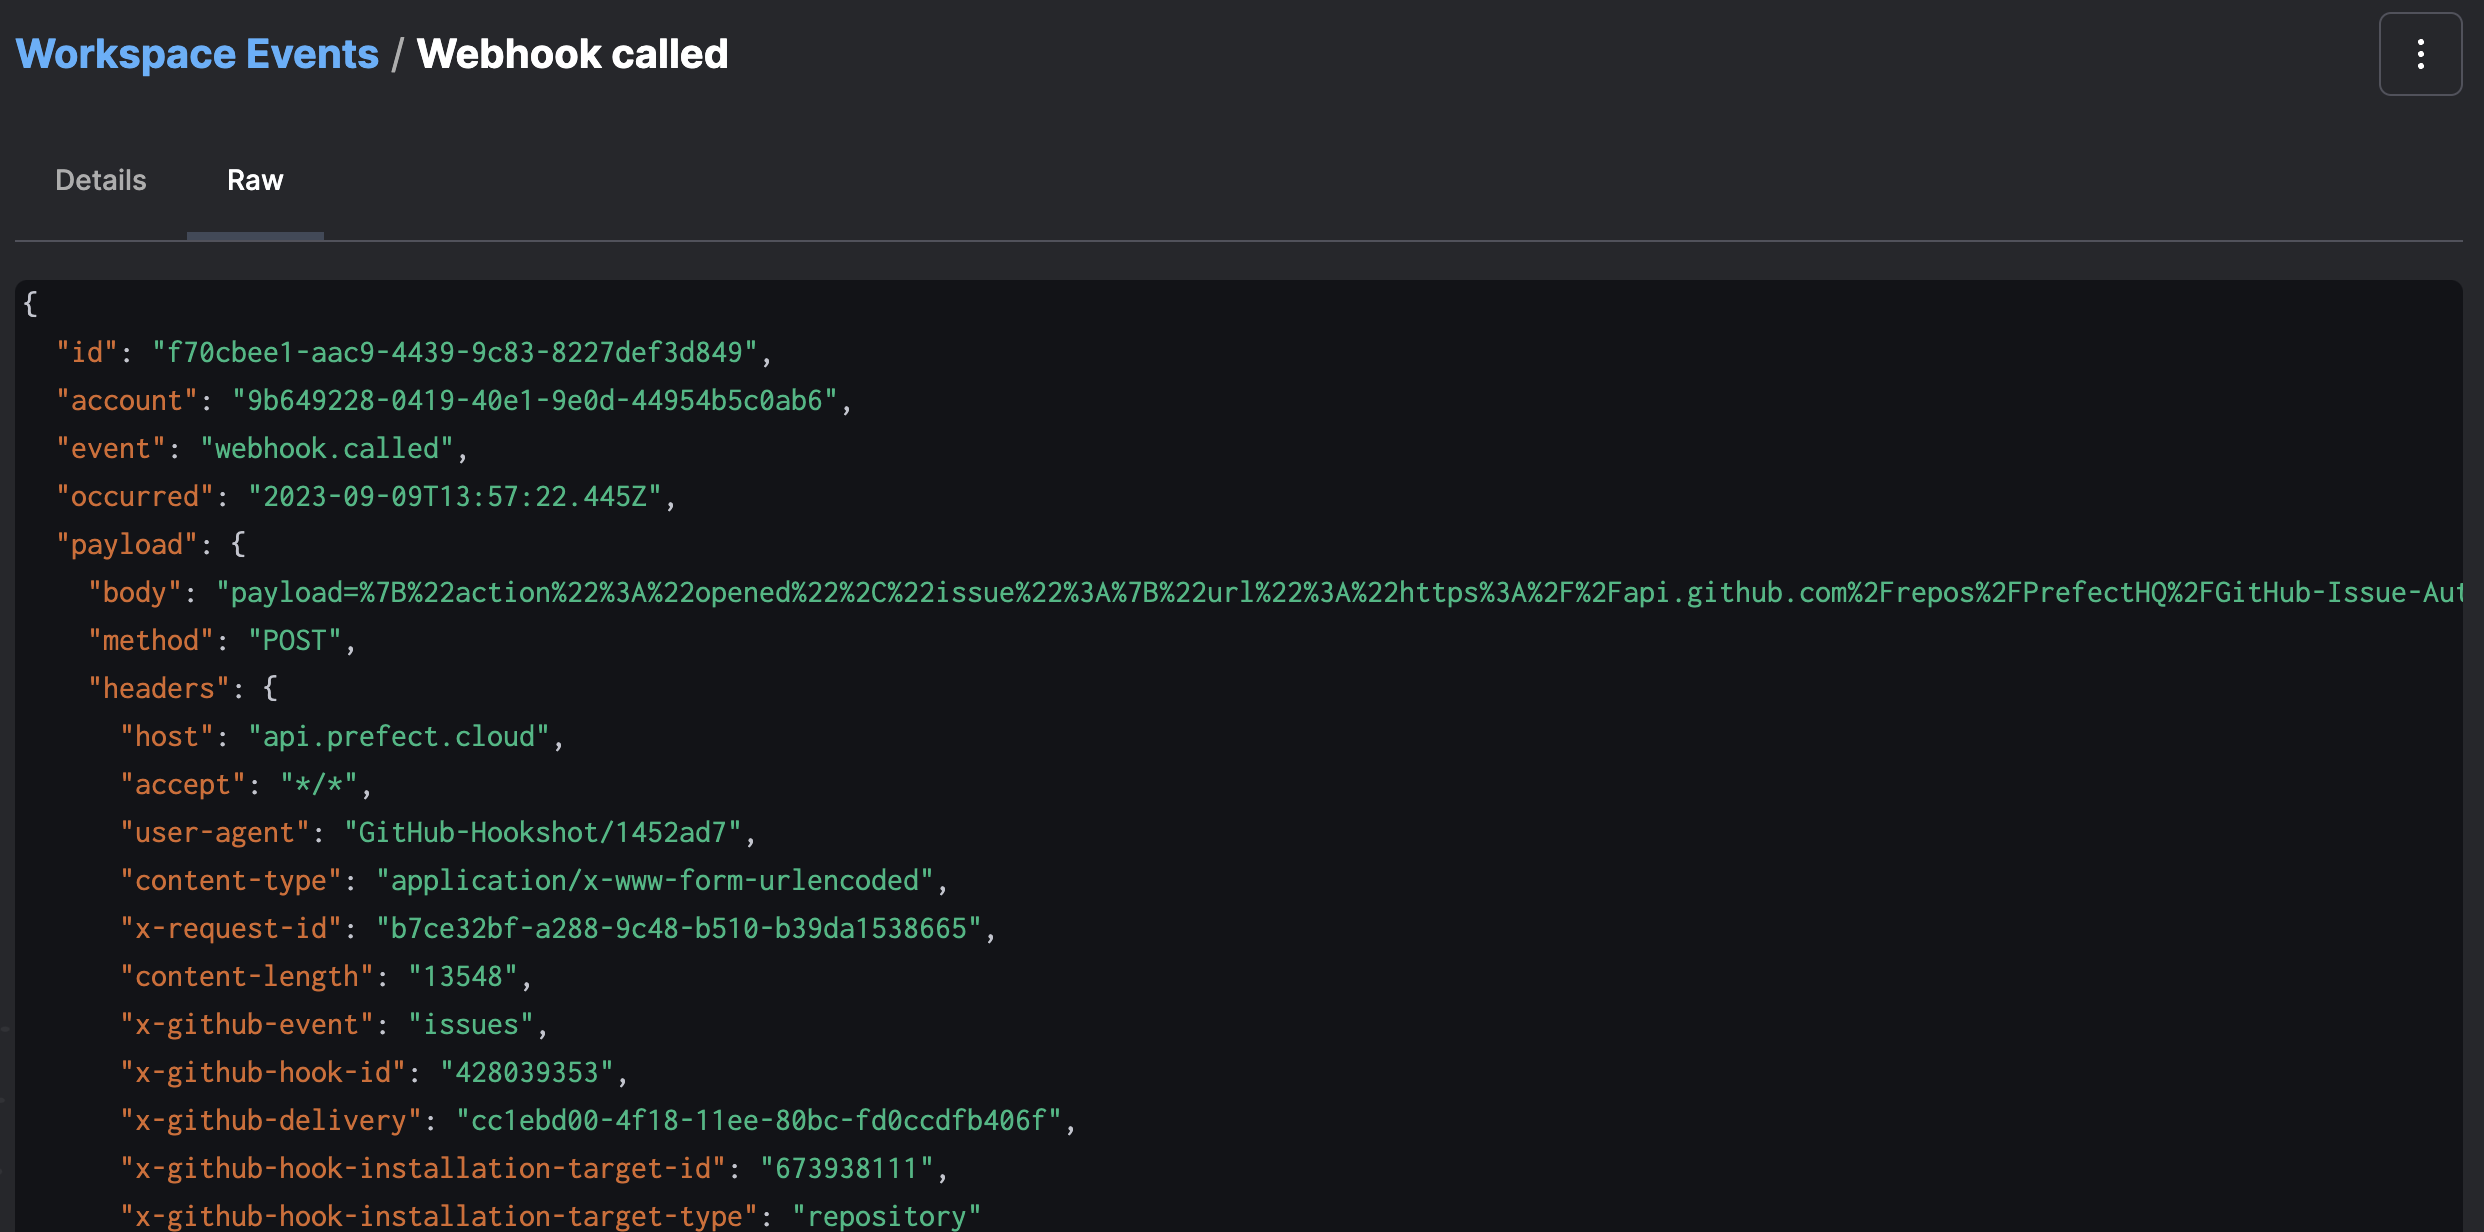 Workspace Events / Webhook called
Details Raw
{
"id": "f70cbee1-aac9-4439-9c83-8227def3d849",
"account": "9b649228-0419-40e1-9e0d-44954b5c0ab6",
"event": "webhook.called",
"occurred": "2023-09-09T13:57:22.445Z",
"payload": {
"body": "payload=%7B%22action%22%3A%22opened%22%2C%22issue%22%3A%7B%22url%22%3A%22https%3A%2F%2Fapi.github.com%2Frepos%2FPrefectHQ%2FGitHub-Issue-Aut
"method": "POST",
"headers": {
"host": "api.prefect.cloud",
"accept": "*/*",
"user-agent": "GitHub-Hookshot/1452ad7",
"content-type": "application/x-www-form-urlencoded",
"x-request-id": "b7ce32bf-a288-9c48-b510-b39da1538665",
"content-length": "13548",
"x-github-event": "issues",
"x-github-hook-id": "428039353",
"x-github-delivery": "cc1ebd00-4f18-11ee-80bc-fd0ccdfb406f",
"x-github-hook-installation-target-id": "673938111",
"x-github-hook-installation-target-type": "repository"